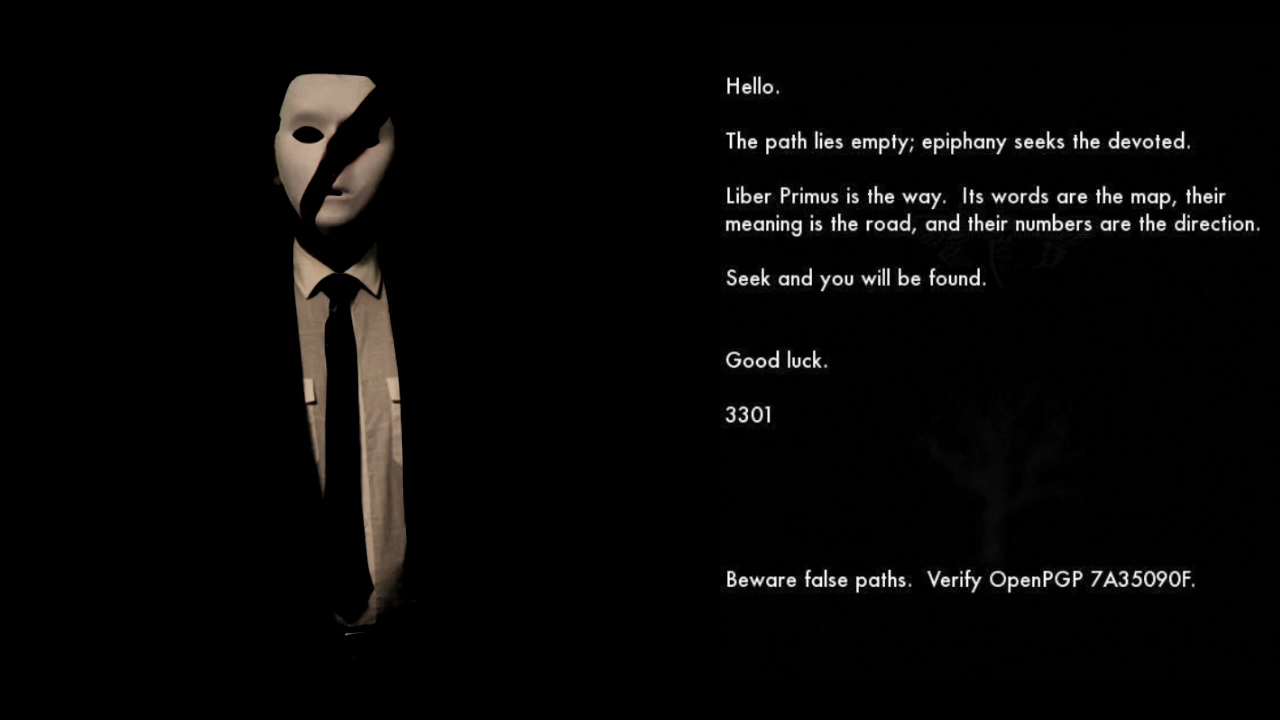 Hello.
The path lies empty; epiphany seeks the devoted.
Liber Primus is the way.  Its words are the map, their
meaning is the road, and their numbers are the direction.
Seek and you will be found.
Good luck.
3301
Beware false paths.  Verify OpenPGP 7A35090F.